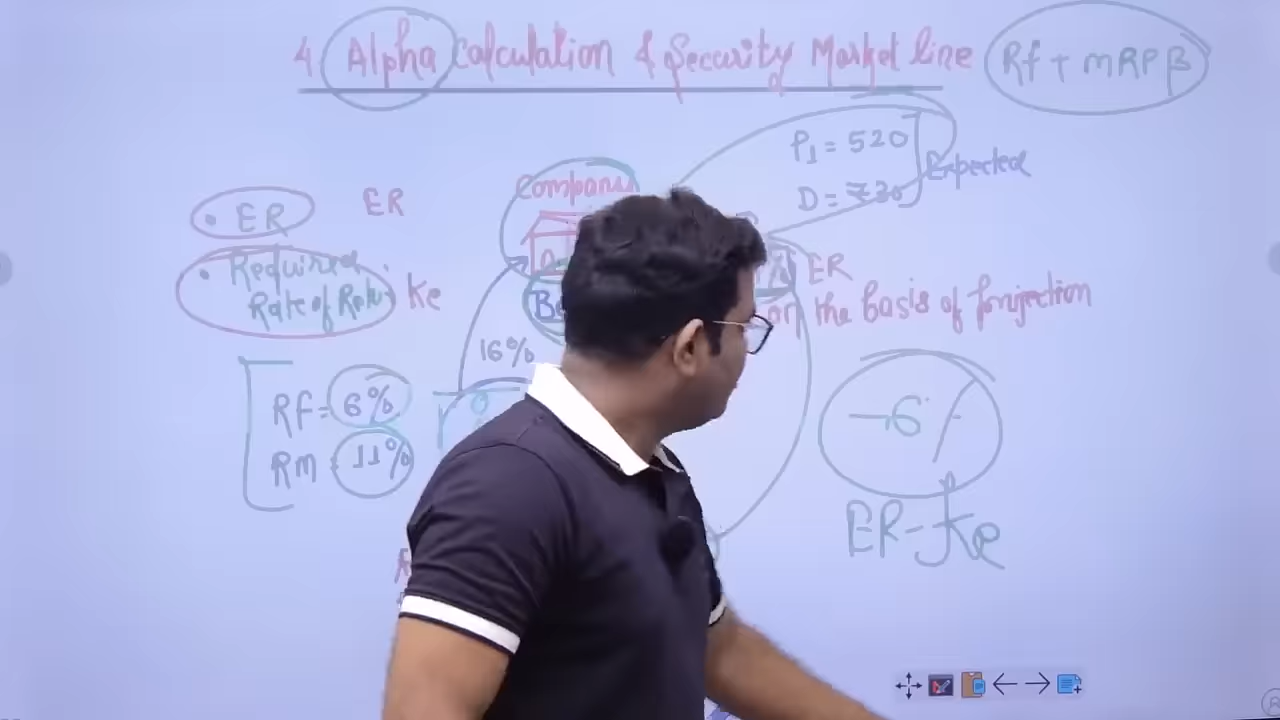 4 Alpha Calculation & Security Market line Rf + mRP β
P1 = 520
D = ₹30
Expected
Company
• ER ER
• Required
Rate of Return Ke
ER
on the basis of Projection
16%
RF = 6%
Rm = 11%
-6%
ER - Ke